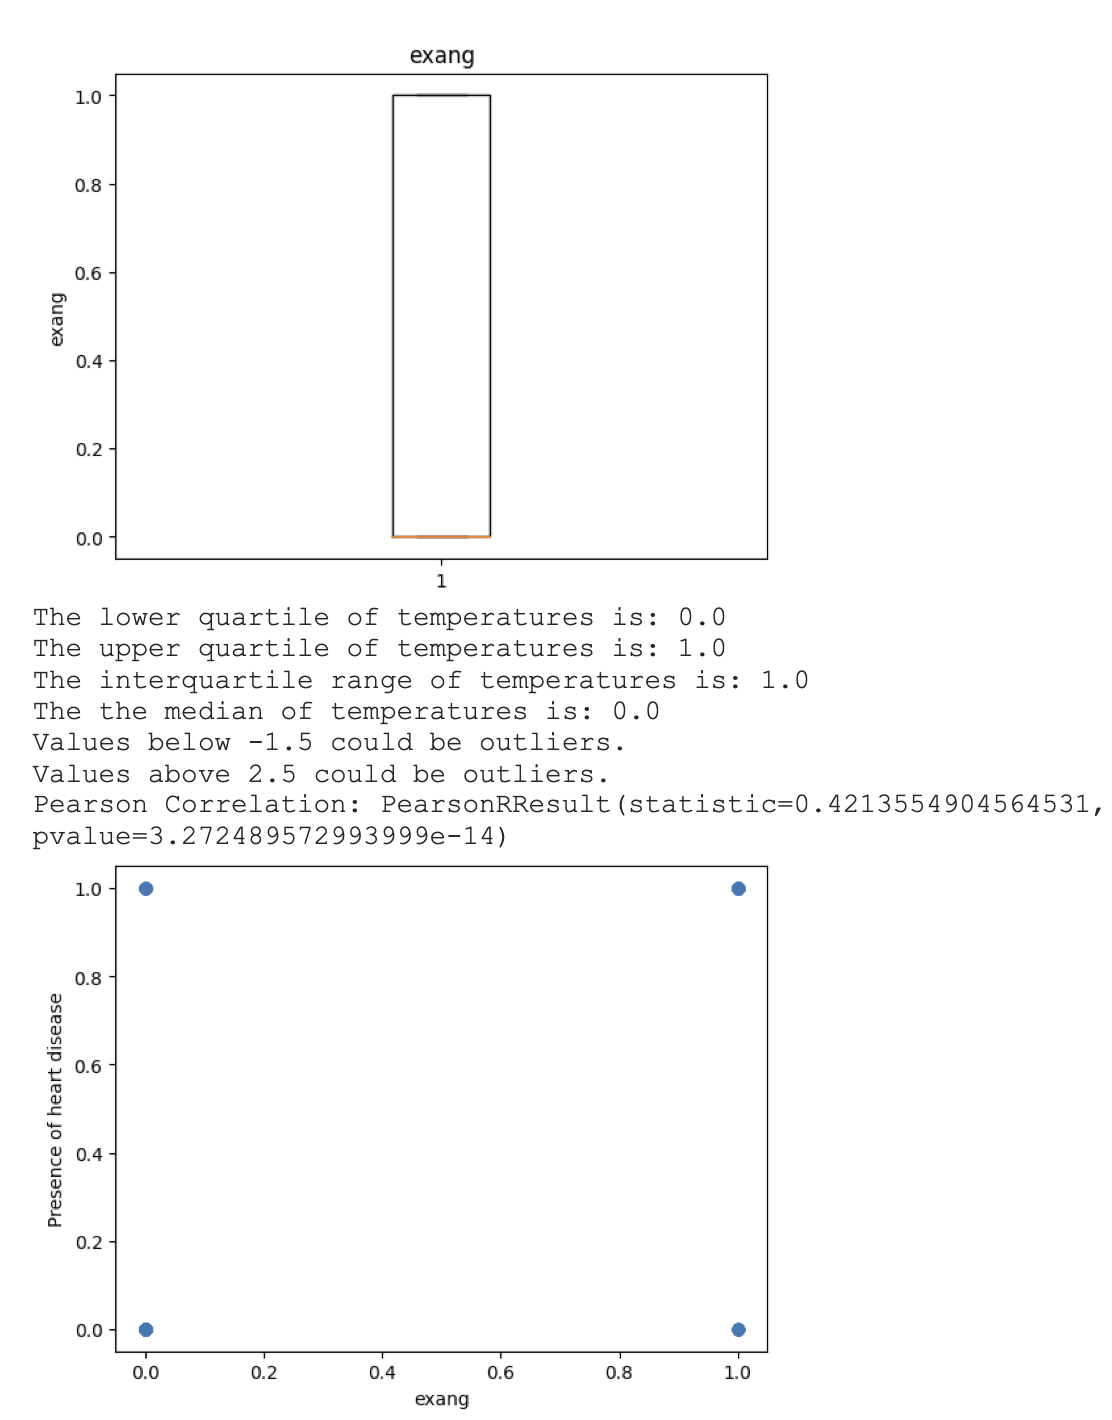 exang
1.0
0.8
0.6
0.4
0.2
0.0
exang
1
The lower quartile of temperatures is: 0.0
The upper quartile of temperatures is: 1.0
The interquartile range of temperatures is: 1.0
The the median of temperatures is: 0.0
Values below -1.5 could be outliers.
Values above 2.5 could be outliers.
Pearson Correlation: PearsonRResult(statistic=0.4213554904564531,
pvalue=3.272489572993999e-14)
1.0
0.8
0.6
0.4
0.2
0.0
Presence of heart disease
0.0 0.2 0.4 0.6 0.8 1.0
exang